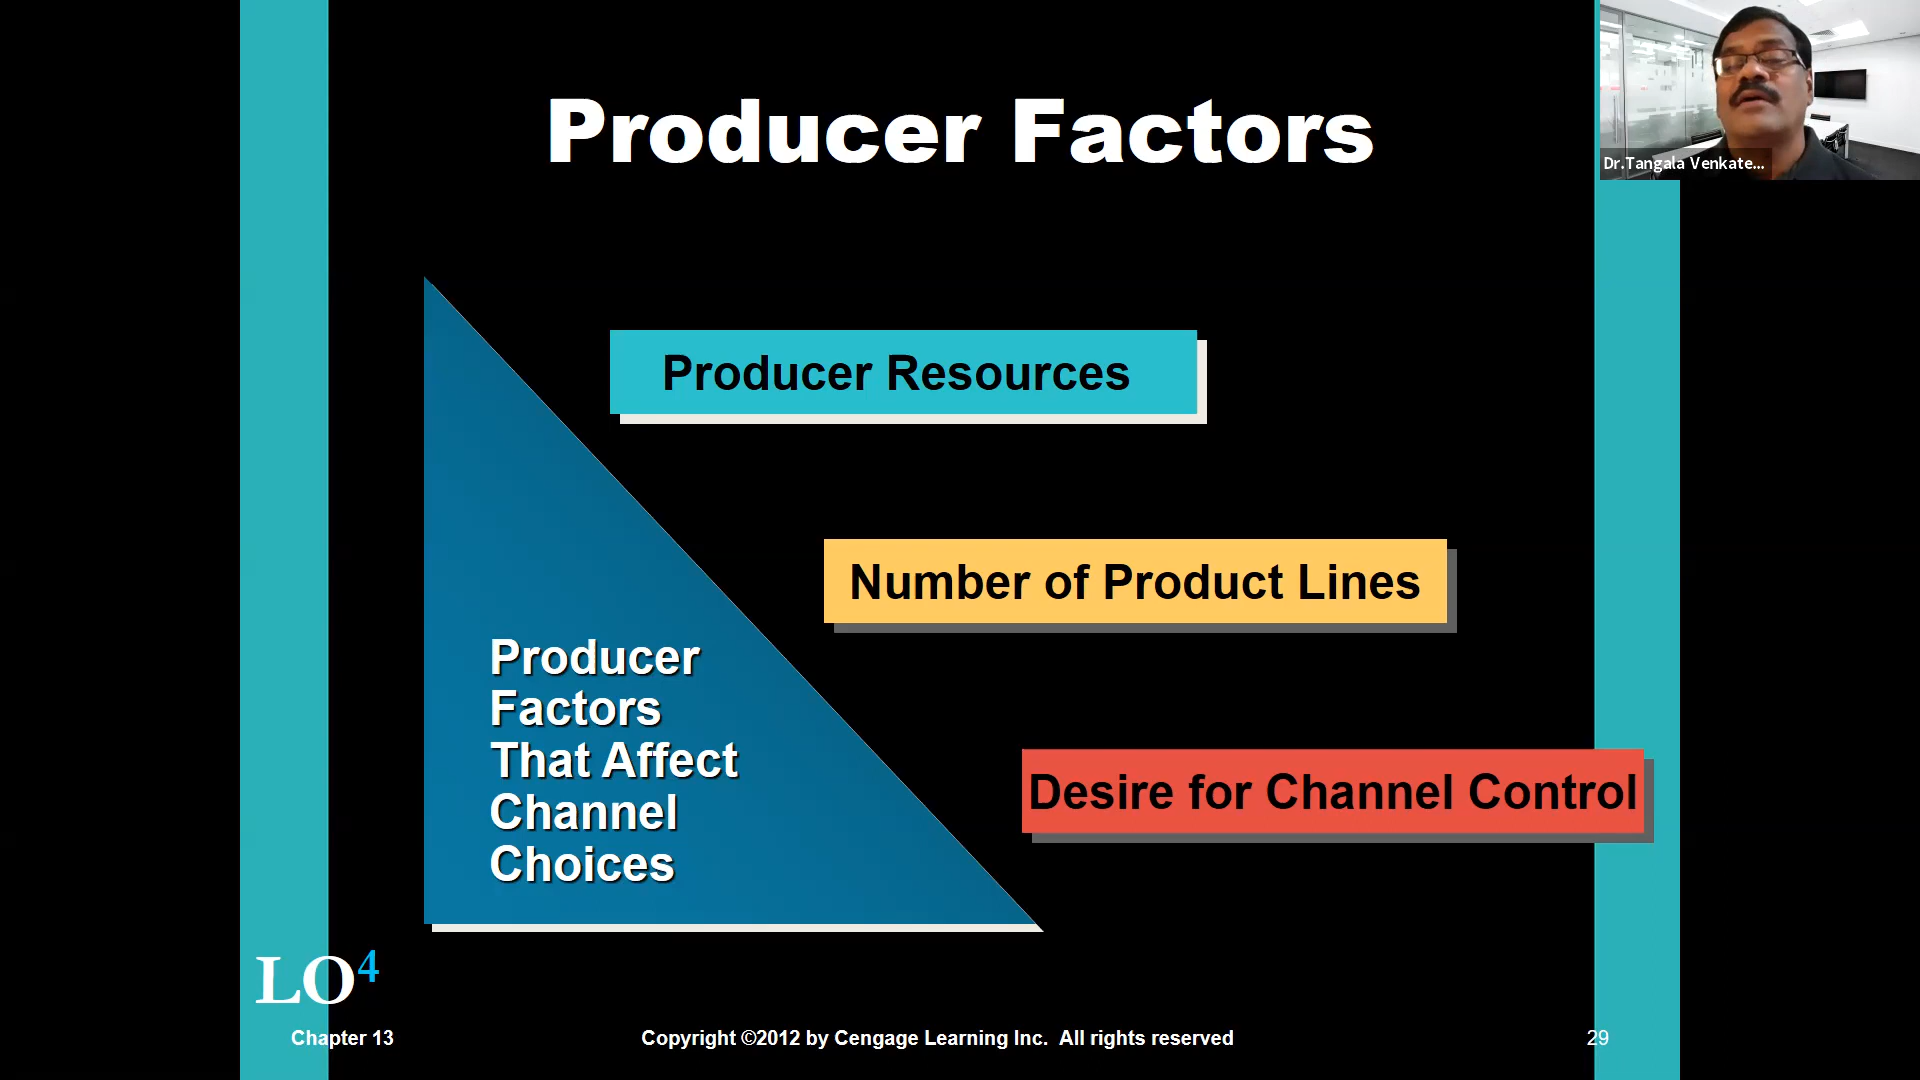 Producer Factors
Dr.Tangala Venkate...
Producer Resources
Number of Product Lines
Producer
Factors
That Affect
Channel
Choices
Desire for Channel Control
LO4
Chapter 13
Copyright ©2012 by Cengage Learning Inc. All rights reserved
29